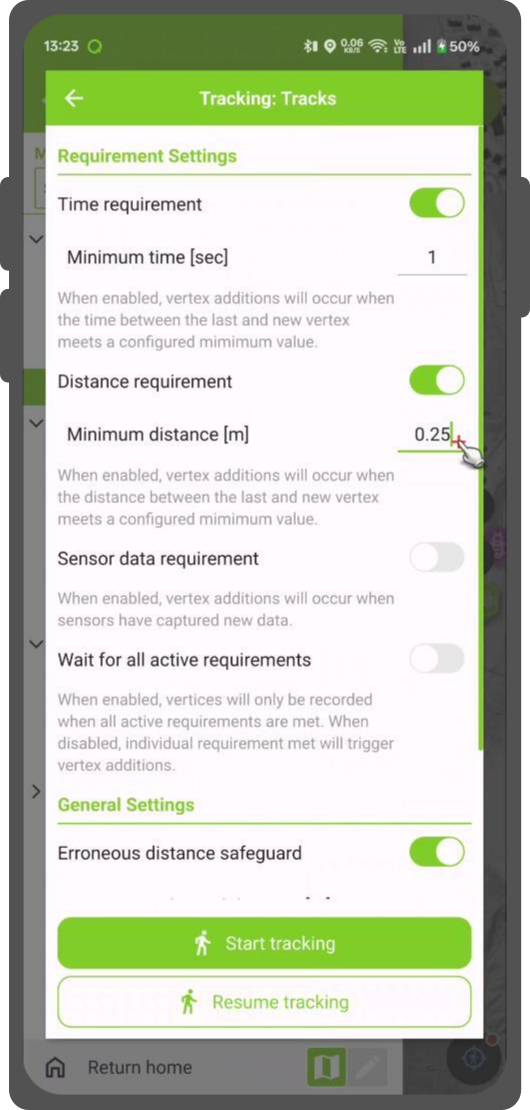 13:23 0.06 KB/S Vo LTE 50%
Tracking: Tracks
M
Requirement Settings
Time requirement
Minimum time [sec] 1
When enabled, vertex additions will occur when
the time between the last and new vertex
meets a configured mimimum value.
Distance requirement
Minimum distance [m] 0.25
When enabled, vertex additions will occur when
the distance between the last and new vertex
meets a configured mimimum value.
Sensor data requirement
When enabled, vertex additions will occur when
sensors have captured new data.
Wait for all active requirements
When enabled, vertices will only be recorded
when all active requirements are met. When
disabled, individual requirement met will trigger
vertex additions.
General Settings
Erroneous distance safeguard
Start tracking
Resume tracking
Return home